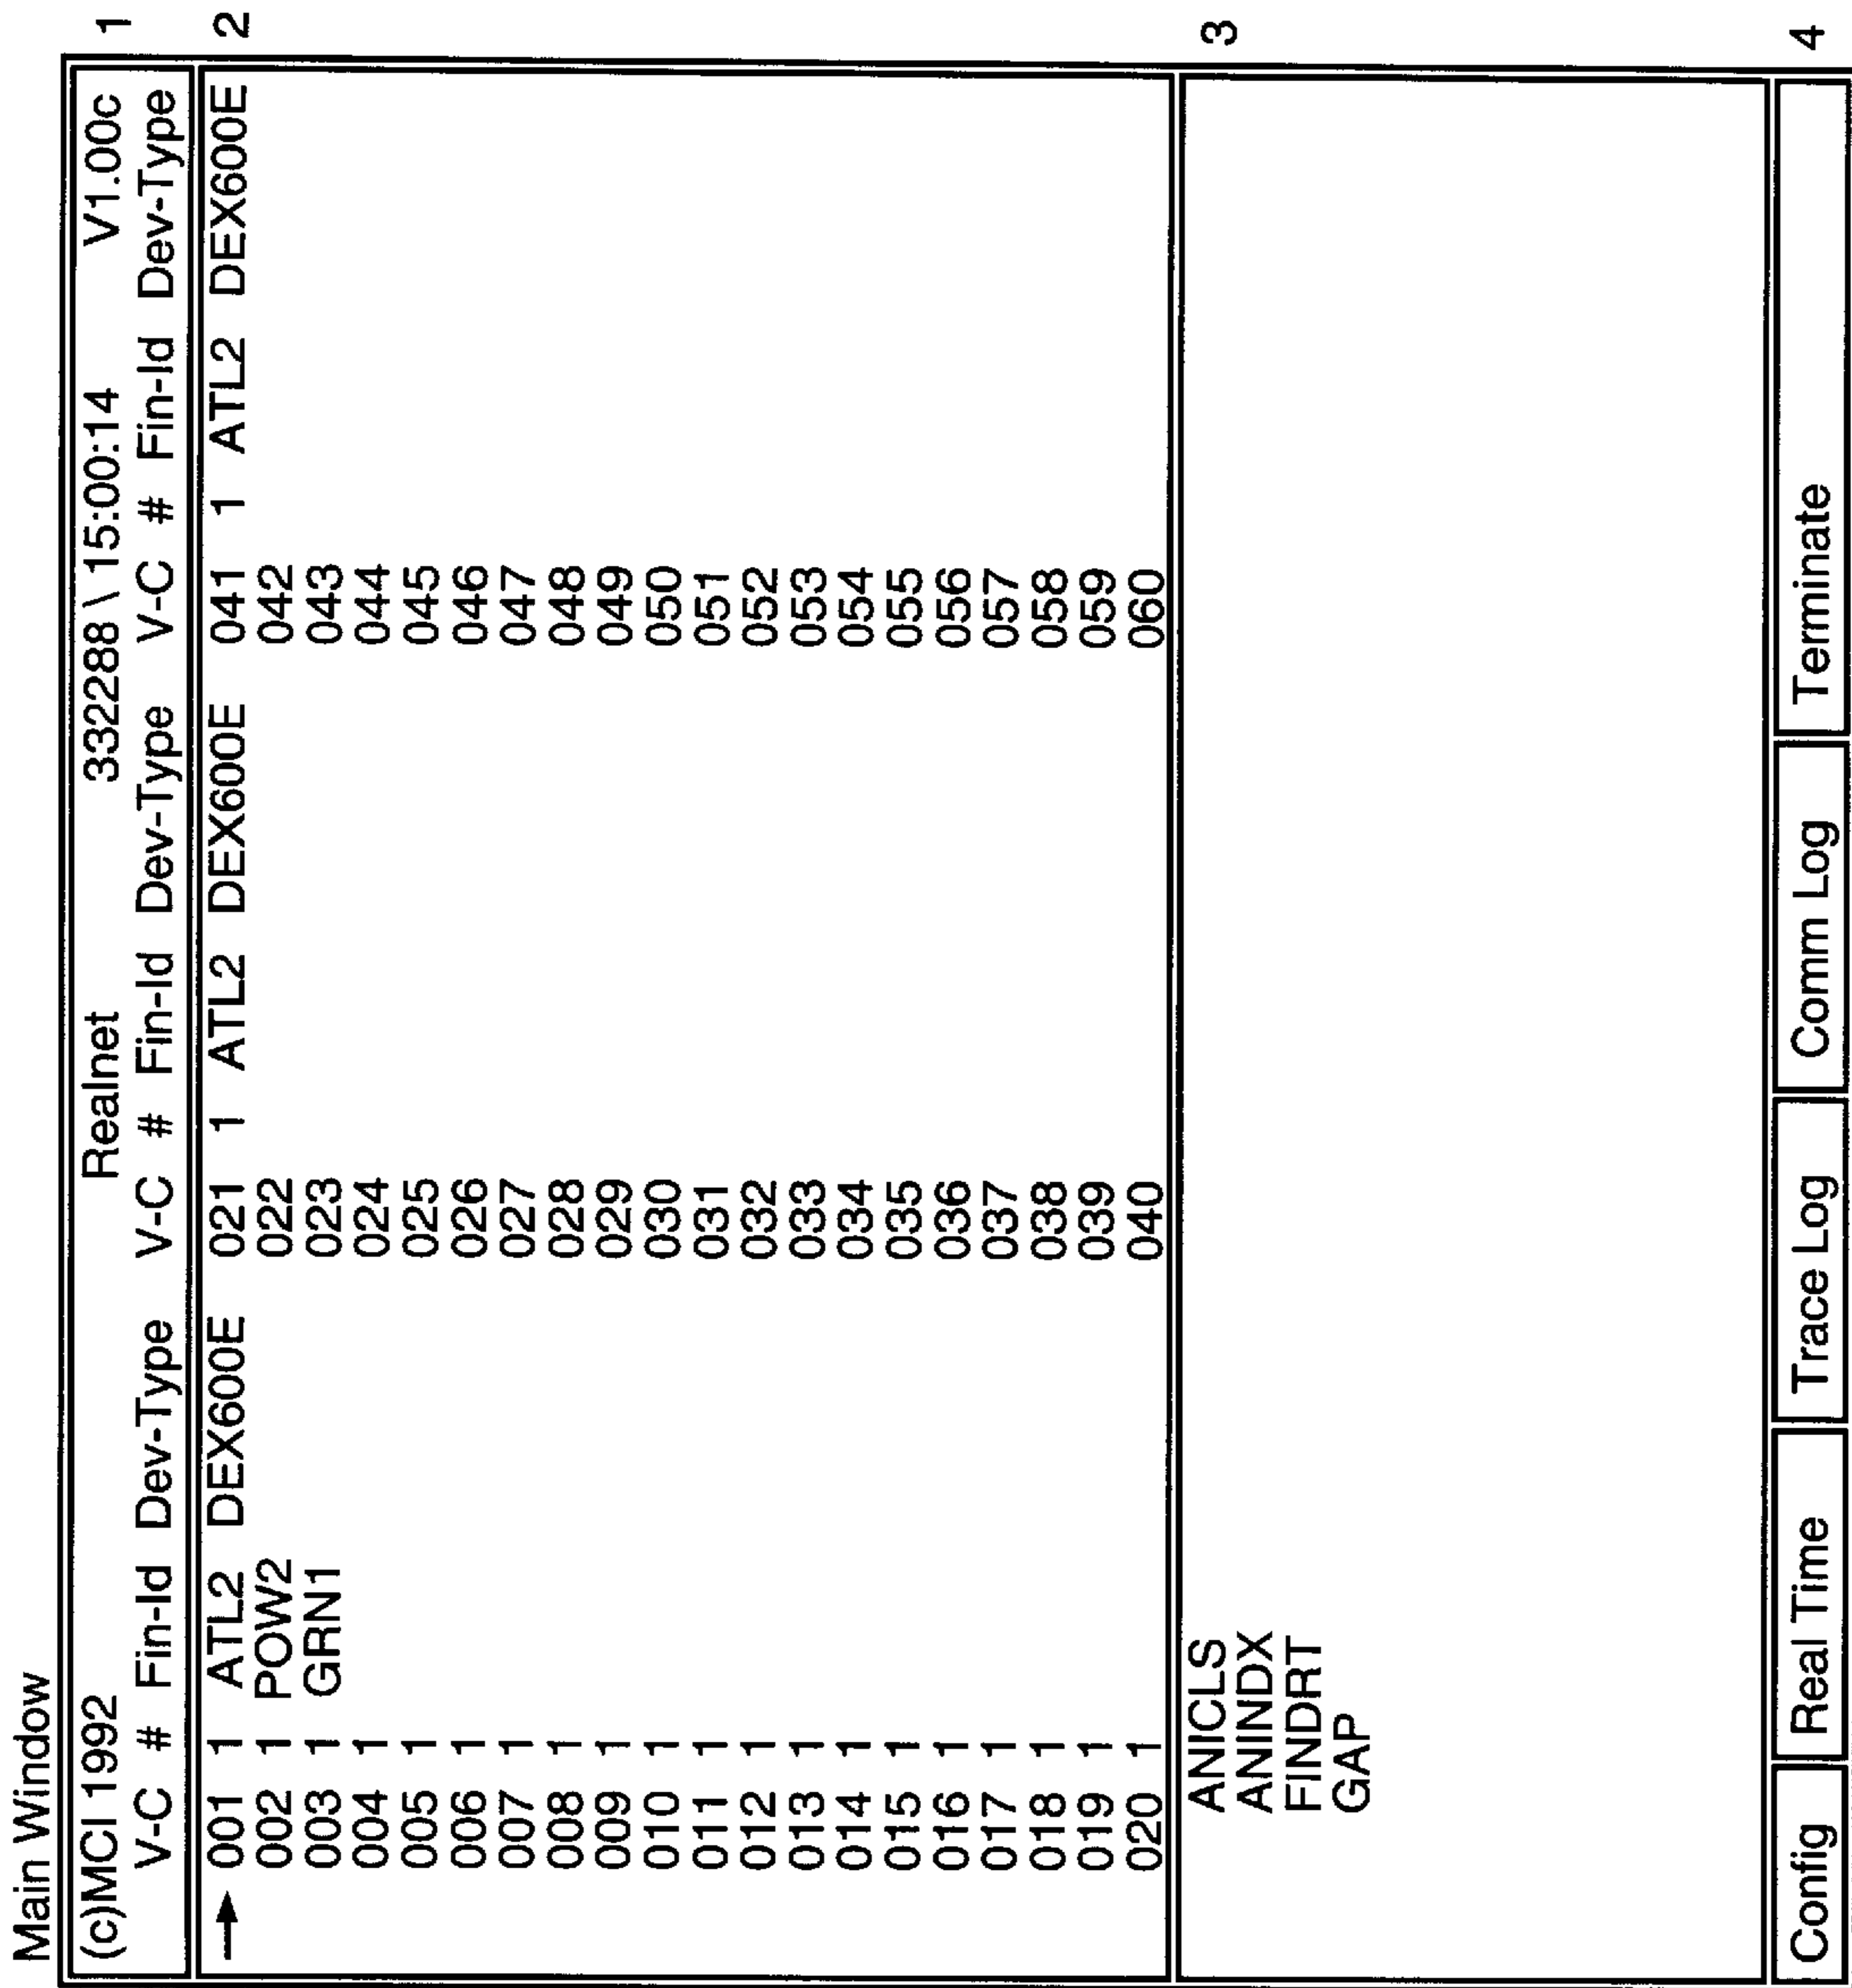 Main Window
(c)MCI 1992 Realnet 33288 \ 15:00:14 V1.00c 1
V-C # Fin-Id Dev-Type V-C # Fin-Id Dev-Type V-C # Fin-Id Dev-Type
→ 001 1 ATL2 DEX600E 021 1 ATL2 DEX600E 041 1 ATL2 DEX600E 2
002 1 POW2 022 042
003 1 GRN1 023 043
004 1 024 044
005 1 025 045
006 1 026 046
007 1 027 047
008 1 028 048
009 1 029 049
010 1 030 050
011 1 031 051
012 1 032 052
013 1 033 053
014 1 034 054
015 1 035 055
016 1 036 056
017 1 037 057
018 1 038 058
019 1 039 059
020 1 040 060
ANICLS 3
ANINDX
FINDRT
GAP
Config Real Time Trace Log Comm Log Terminate 4